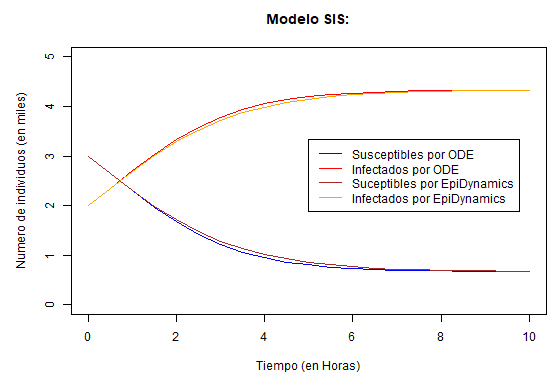 Modelo SIS:
Numero de individuos (en miles)
5
4
3
2
1
0
Susceptibles por ODE
Infectados por ODE
Suceptibles por EpiDynamics
Infectados por EpiDynamics
0 2 4 6 8 10
Tiempo (en Horas)